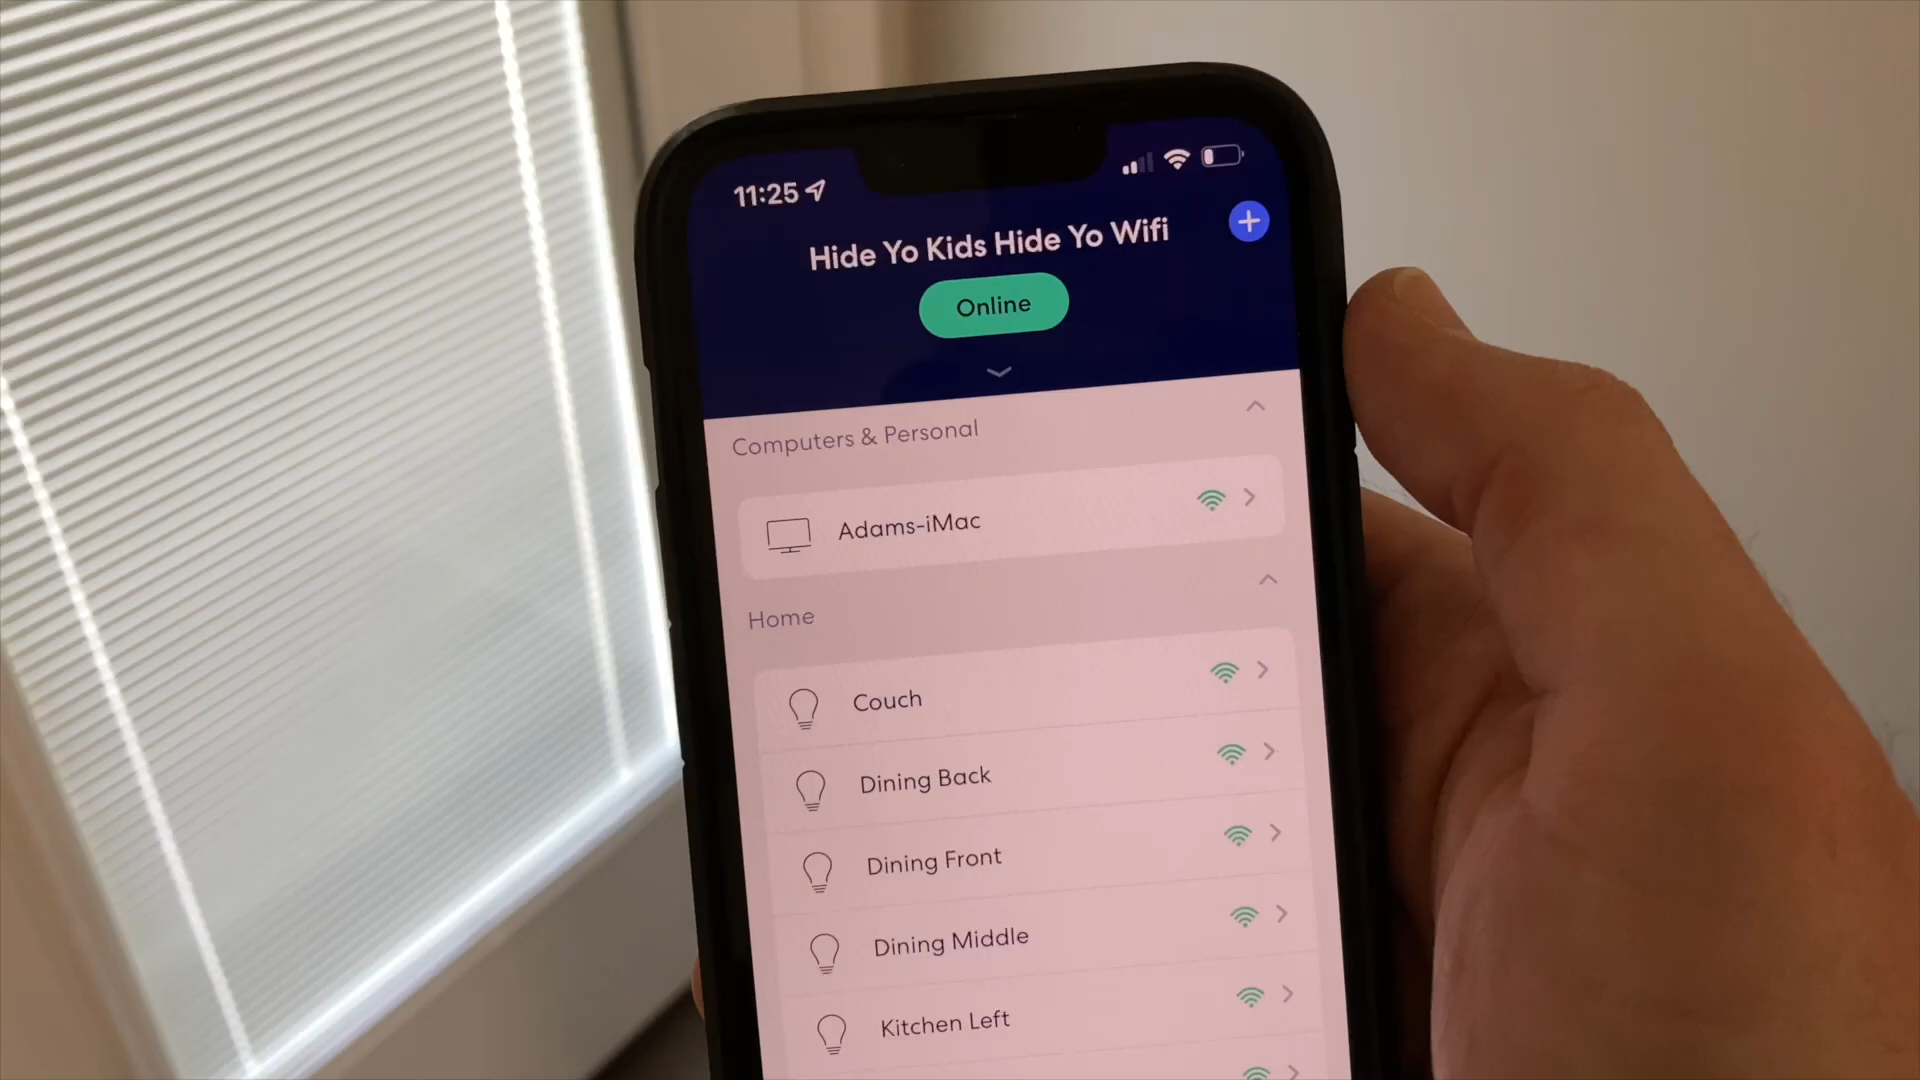 11:25
Hide Yo Kids Hide Yo Wifi
Online
Computers & Personal
Adams-iMac
Home
Couch
Dining Back
Dining Front
Dining Middle
Kitchen Left